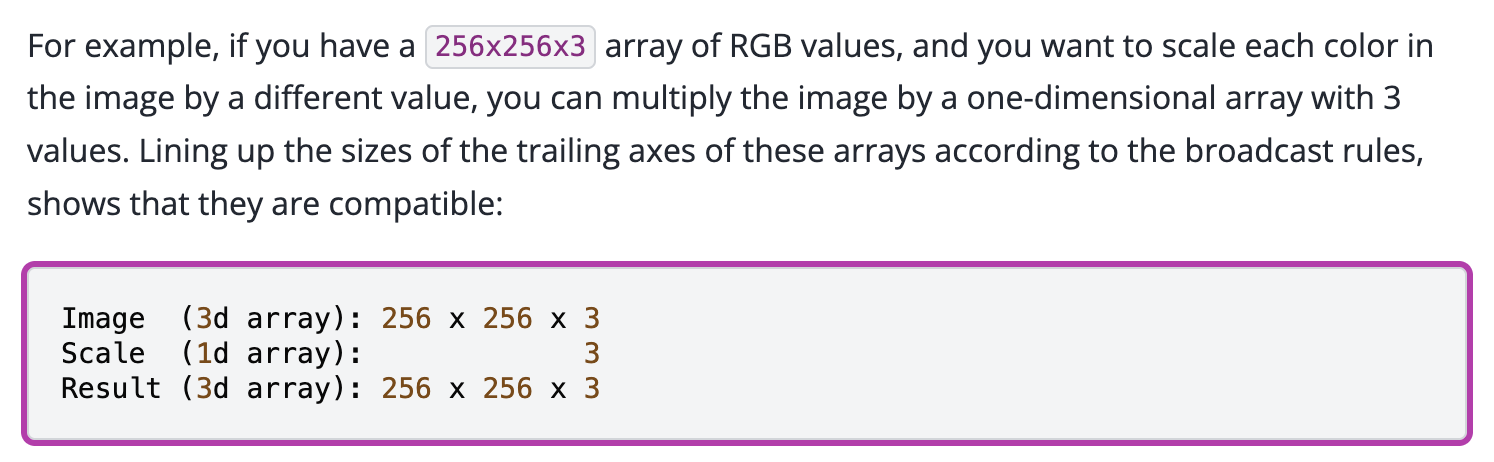 For example, if you have a 256x256x3 array of RGB values, and you want to scale each color in
the image by a different value, you can multiply the image by a one-dimensional array with 3
values. Lining up the sizes of the trailing axes of these arrays according to the broadcast rules,
shows that they are compatible:
Image  (3d array): 256 x 256 x 3
Scale  (1d array):             3
Result (3d array): 256 x 256 x 3